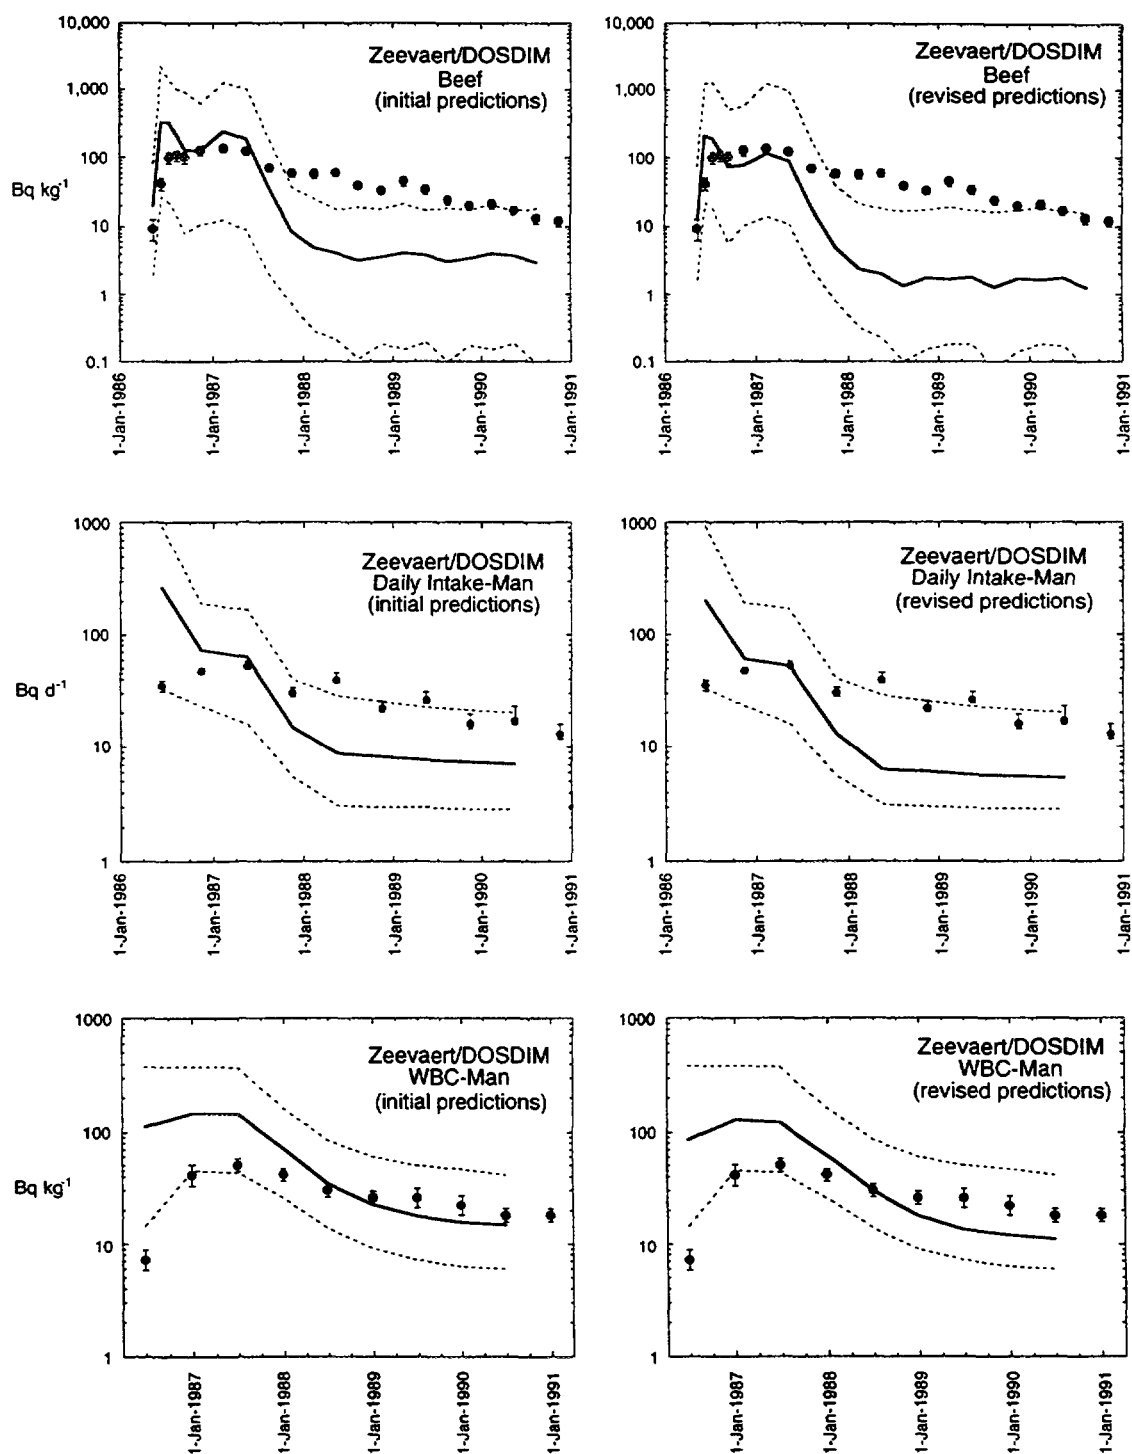 10,000
1,000
100
10
1
0.1
Bq kg-1
Zeevaert/DOSDIM
Beef
(initial predictions)
1-Jan-1986
1-Jan-1987
1-Jan-1988
1-Jan-1989
1-Jan-1990
1-Jan-1991
10,000
1,000
100
10
1
0.1
Zeevaert/DOSDIM
Beef
(revised predictions)
1-Jan-1986
1-Jan-1987
1-Jan-1988
1-Jan-1989
1-Jan-1990
1-Jan-1991
1000
100
10
1
Bq d-1
Zeevaert/DOSDIM
Daily Intake-Man
(initial predictions)
1-Jan-1986
1-Jan-1987
1-Jan-1988
1-Jan-1989
1-Jan-1990
1-Jan-1991
1000
100
10
1
Zeevaert/DOSDIM
Daily Intake-Man
(revised predictions)
1-Jan-1986
1-Jan-1987
1-Jan-1988
1-Jan-1989
1-Jan-1990
1-Jan-1991
1000
100
10
1
Bq kg-1
Zeevaert/DOSDIM
WBC-Man
(initial predictions)
1-Jan-1987
1-Jan-1988
1-Jan-1989
1-Jan-1990
1-Jan-1991
1000
100
10
1
Zeevaert/DOSDIM
WBC-Man
(revised predictions)
1-Jan-1987
1-Jan-1988
1-Jan-1989
1-Jan-1990
1-Jan-1991